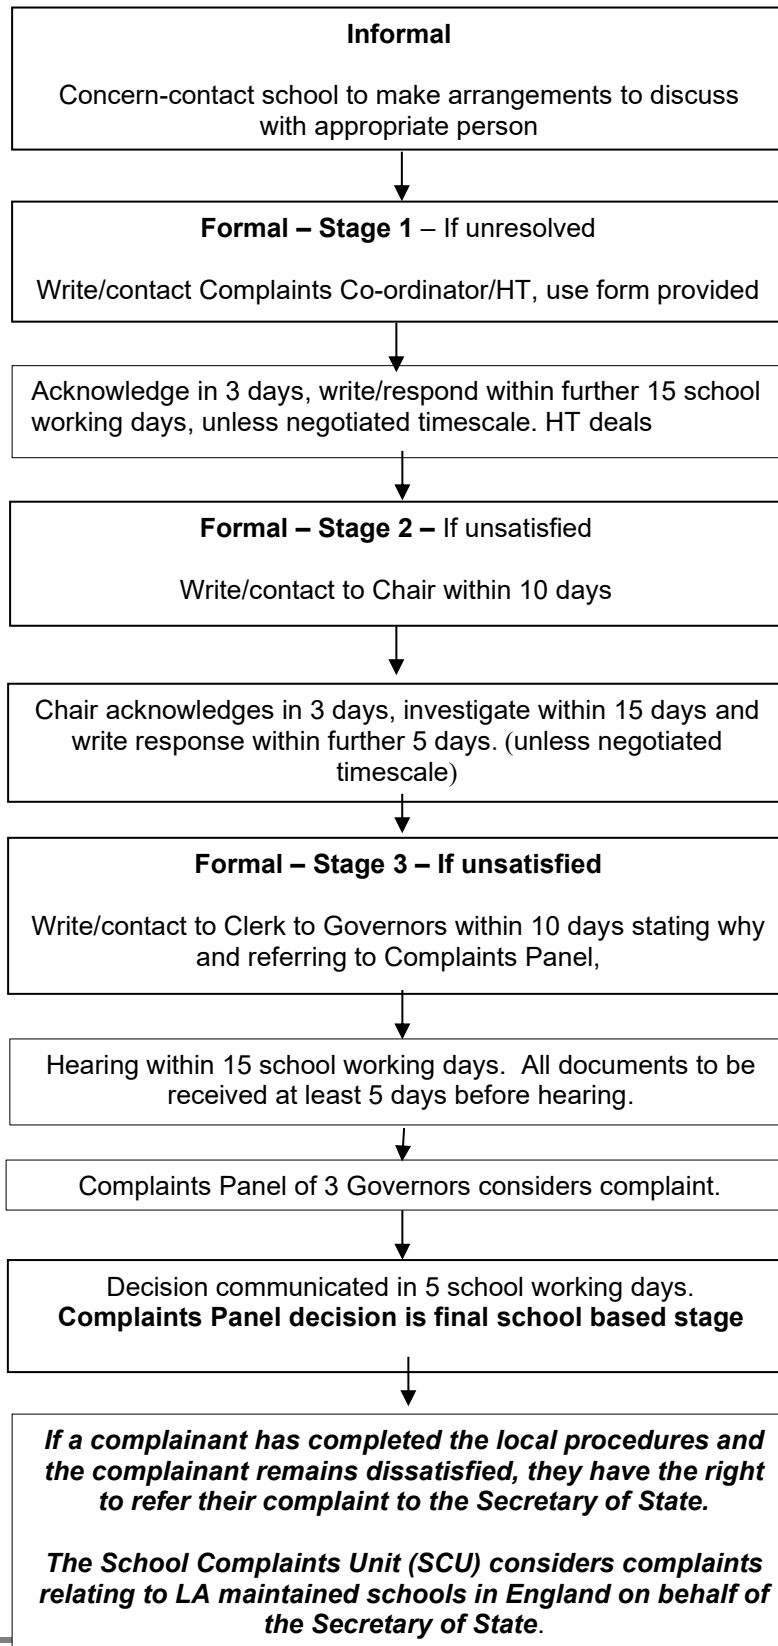 Informal
Concern-contact school to make arrangements to discuss
with appropriate person
Formal – Stage 1 – If unresolved
Write/contact Complaints Co-ordinator/HT, use form provided
Acknowledge in 3 days, write/respond within further 15 school
working days, unless negotiated timescale. HT deals
Formal – Stage 2 – If unsatisfied
Write/contact to Chair within 10 days
Chair acknowledges in 3 days, investigate within 15 days and
write response within further 5 days. (unless negotiated
timescale)
Formal – Stage 3 – If unsatisfied
Write/contact to Clerk to Governors within 10 days stating why
and referring to Complaints Panel,
Hearing within 15 school working days.  All documents to be
received at least 5 days before hearing.
Complaints Panel of 3 Governors considers complaint.
Decision communicated in 5 school working days.
Complaints Panel decision is final school based stage
If a complainant has completed the local procedures and
the complainant remains dissatisfied, they have the right
to refer their complaint to the Secretary of State.
The School Complaints Unit (SCU) considers complaints
relating to LA maintained schools in England on behalf of
the Secretary of State.